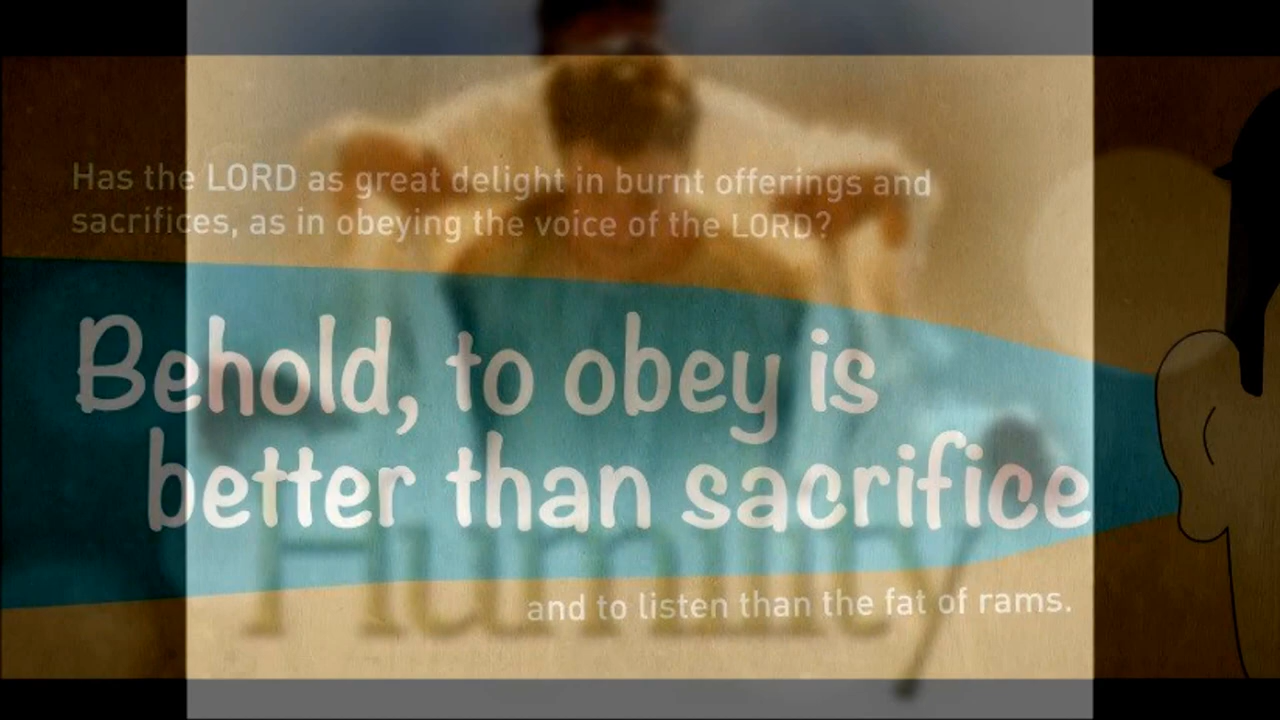 Has the LORD as great delight in burnt offerings and
sacrifices, as in obeying the voice of the LORD?
Behold, to obey is
better than sacrifice
Humility
and to listen than the fat of rams.